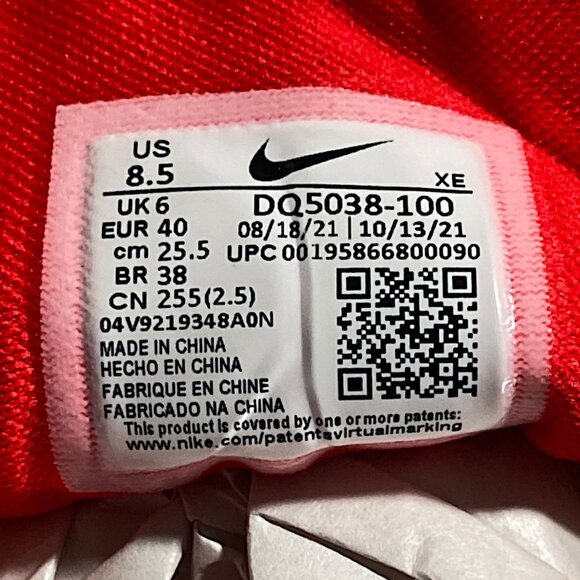 US
8.5
XE
UK 6
DQ5038-100
EUR 40
08/18/21 | 10/13/21
cm 25.5
UPC 00195866800090
BR 38
CN 255(2.5)
04V9219348A0N
MADE IN CHINA
HECHO EN CHINA
FABRIQUE EN CHINE
FABRICADO NA CHINA
This product is covered by one or more patents:
www.nike.com/patentsvirtualmarking